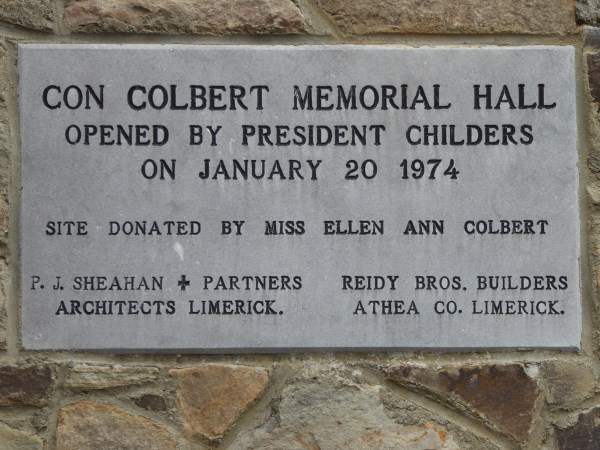 CON COLBERT MEMORIAL HALL
OPENED BY PRESIDENT CHILDERS
ON JANUARY 20 1974
SITE DONATED BY MISS ELLEN ANN COLBERT
P. J. SHEAHAN + PARTNERS
ARCHITECTS LIMERICK.
REIDY BROS. BUILDERS
ATHEA CO. LIMERICK.